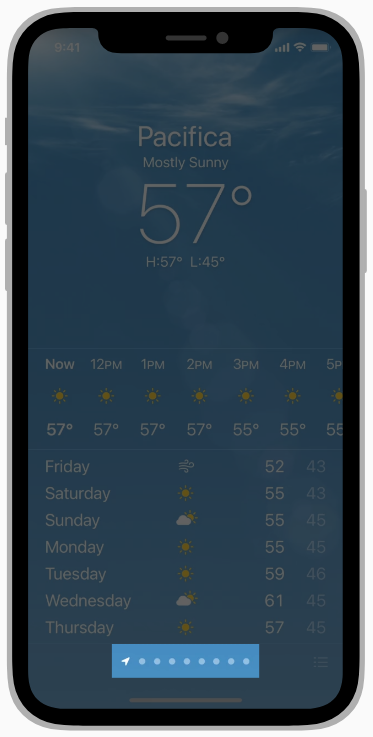 9:41
Pacifica
Mostly Sunny
57°
H:57° L:45°
Now 12PM 1PM 2PM 3PM 4PM 5P
57° 57° 57° 57° 55° 55° 55
Friday 52 43
Saturday 55 43
Sunday 55 45
Monday 55 45
Tuesday 59 46
Wednesday 61 45
Thursday 57 45